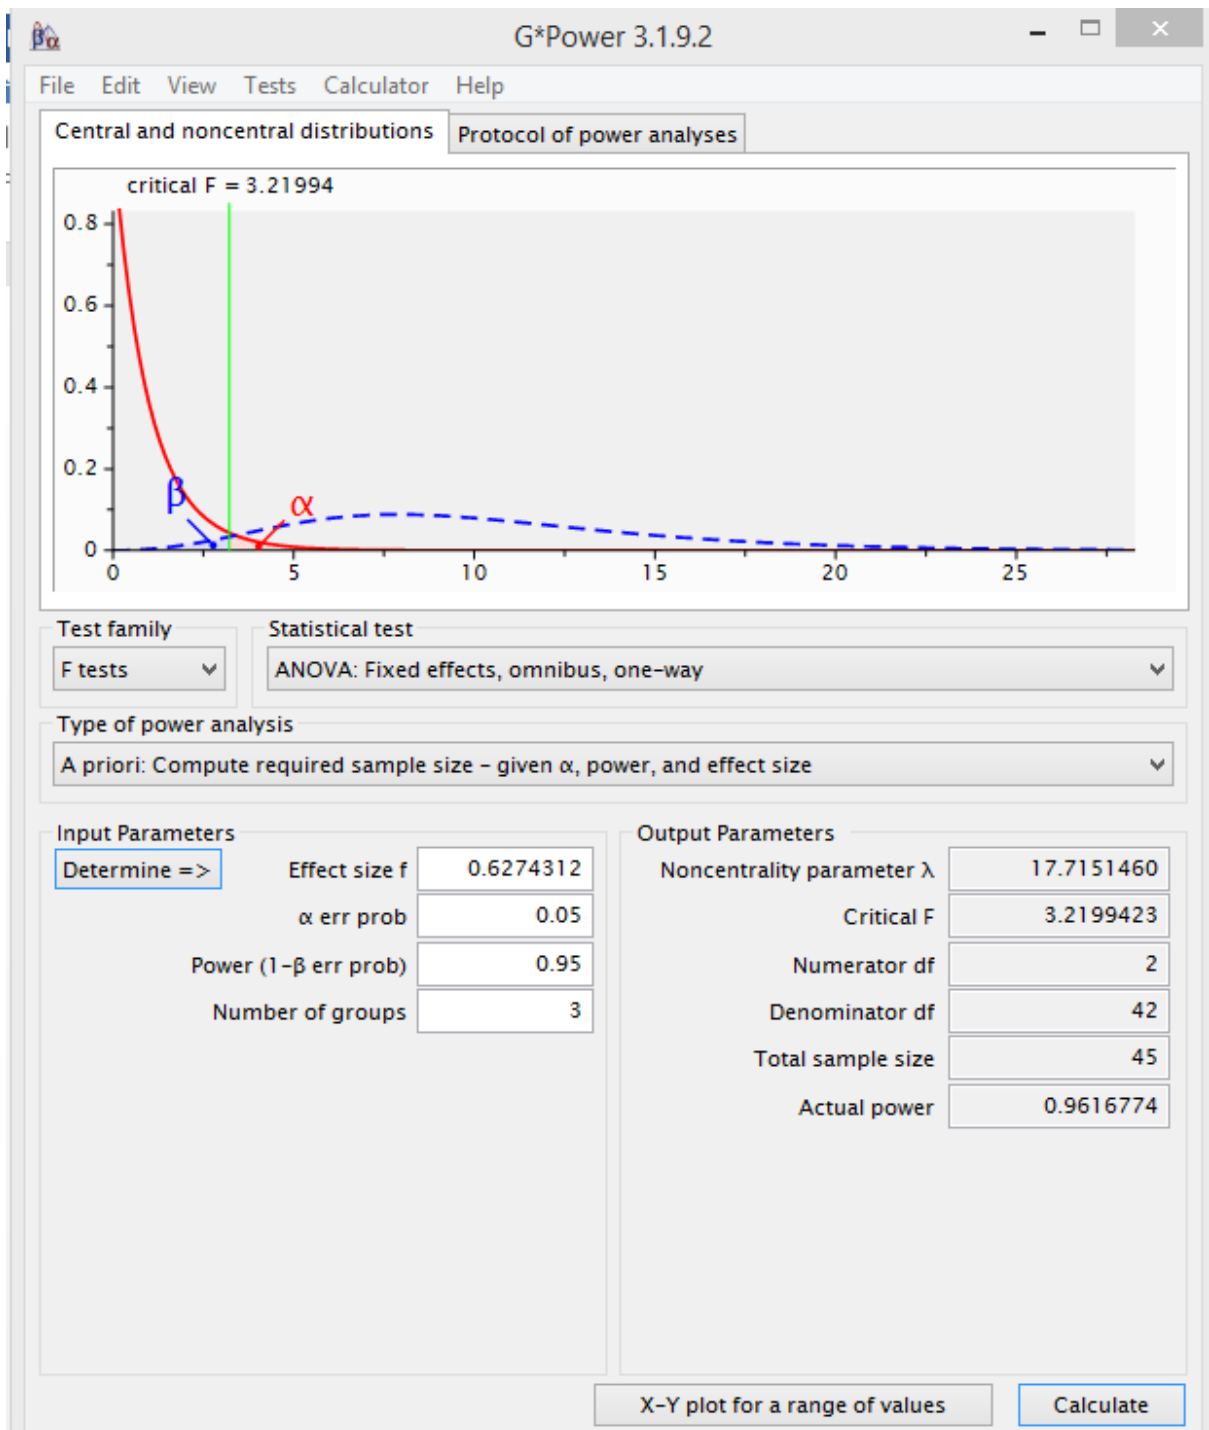 G*Power 3.1.9.2
File Edit View Tests Calculator Help
Central and noncentral distributions Protocol of power analyses
critical F = 3.21994
0.8
0.6
0.4
0.2
0
β
α
0 5 10 15 20 25
Test family Statistical test
F tests ANOVA: Fixed effects, omnibus, one-way
Type of power analysis
A priori: Compute required sample size - given α, power, and effect size
Input Parameters
Determine => Effect size f 0.6274312
α err prob 0.05
Power (1-β err prob) 0.95
Number of groups 3
Output Parameters
Noncentrality parameter λ 17.7151460
Critical F 3.2199423
Numerator df 2
Denominator df 42
Total sample size 45
Actual power 0.9616774
X-Y plot for a range of values Calculate